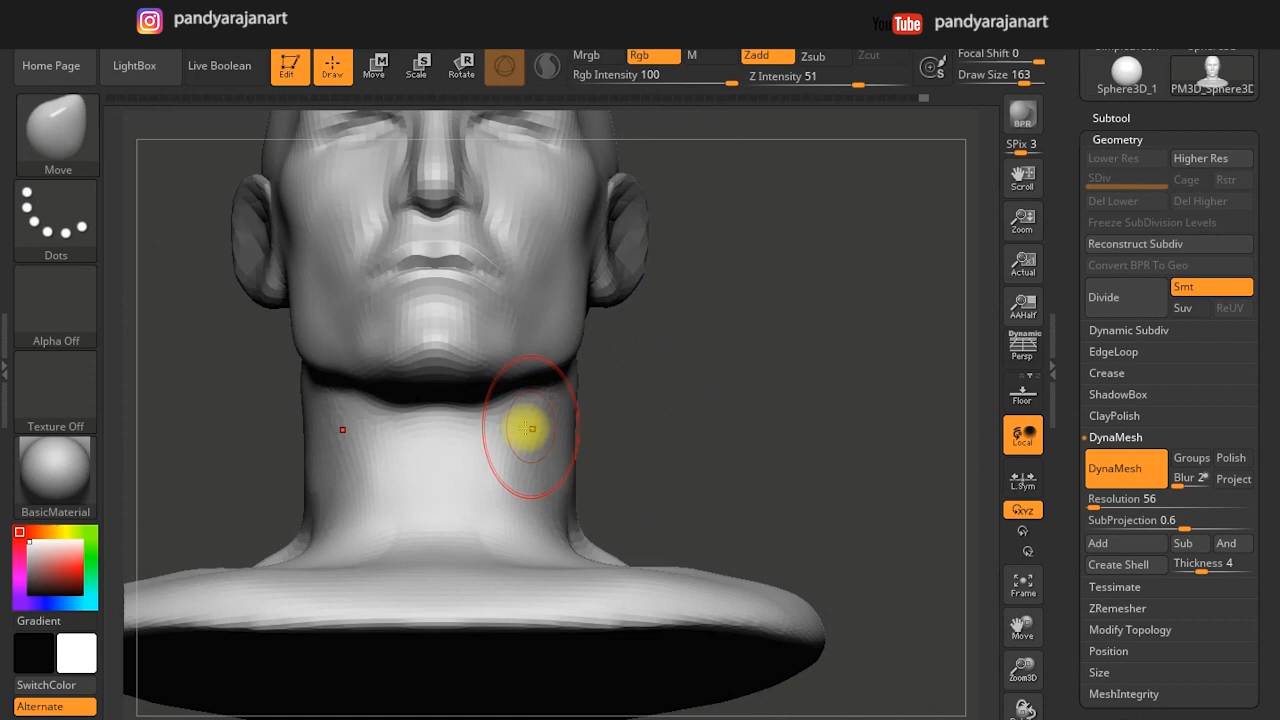 pandyarajanart
YouTube pandyarajanart
Home Page
LightBox
Live Boolean
Edit
Draw
Move
Scale
Rotate
Mrgb
Rgb
M
Rgb Intensity 100
Zadd
Zsub
Zcut
Z Intensity 51
S
Focal Shift 0
Draw Size 163
Sphere3D_1
PM3D_Sphere3D
Move
Dots
Alpha Off
Texture Off
BasicMaterial
Gradient
SwitchColor
Alternate
BPR
SPix 3
Scroll
Zoom
Actual
AAHalf
Dynamic
Persp
Floor
Local
L.Sym
XYZ
Frame
Move
Zoom3D
Subtool
Geometry
Lower Res
Higher Res
SDiv
Cage
Rstr
Del Lower
Del Higher
Freeze SubDivision Levels
Reconstruct Subdiv
Convert BPR To Geo
Divide
Smt
Suv
ReUV
Dynamic Subdiv
EdgeLoop
Crease
ShadowBox
ClayPolish
DynaMesh
DynaMesh
Groups
Polish
Blur 2
Project
Resolution 56
SubProjection 0.6
Add
Sub
And
Create Shell
Thickness 4
Tessimate
ZRemesher
Modify Topology
Position
Size
MeshIntegrity